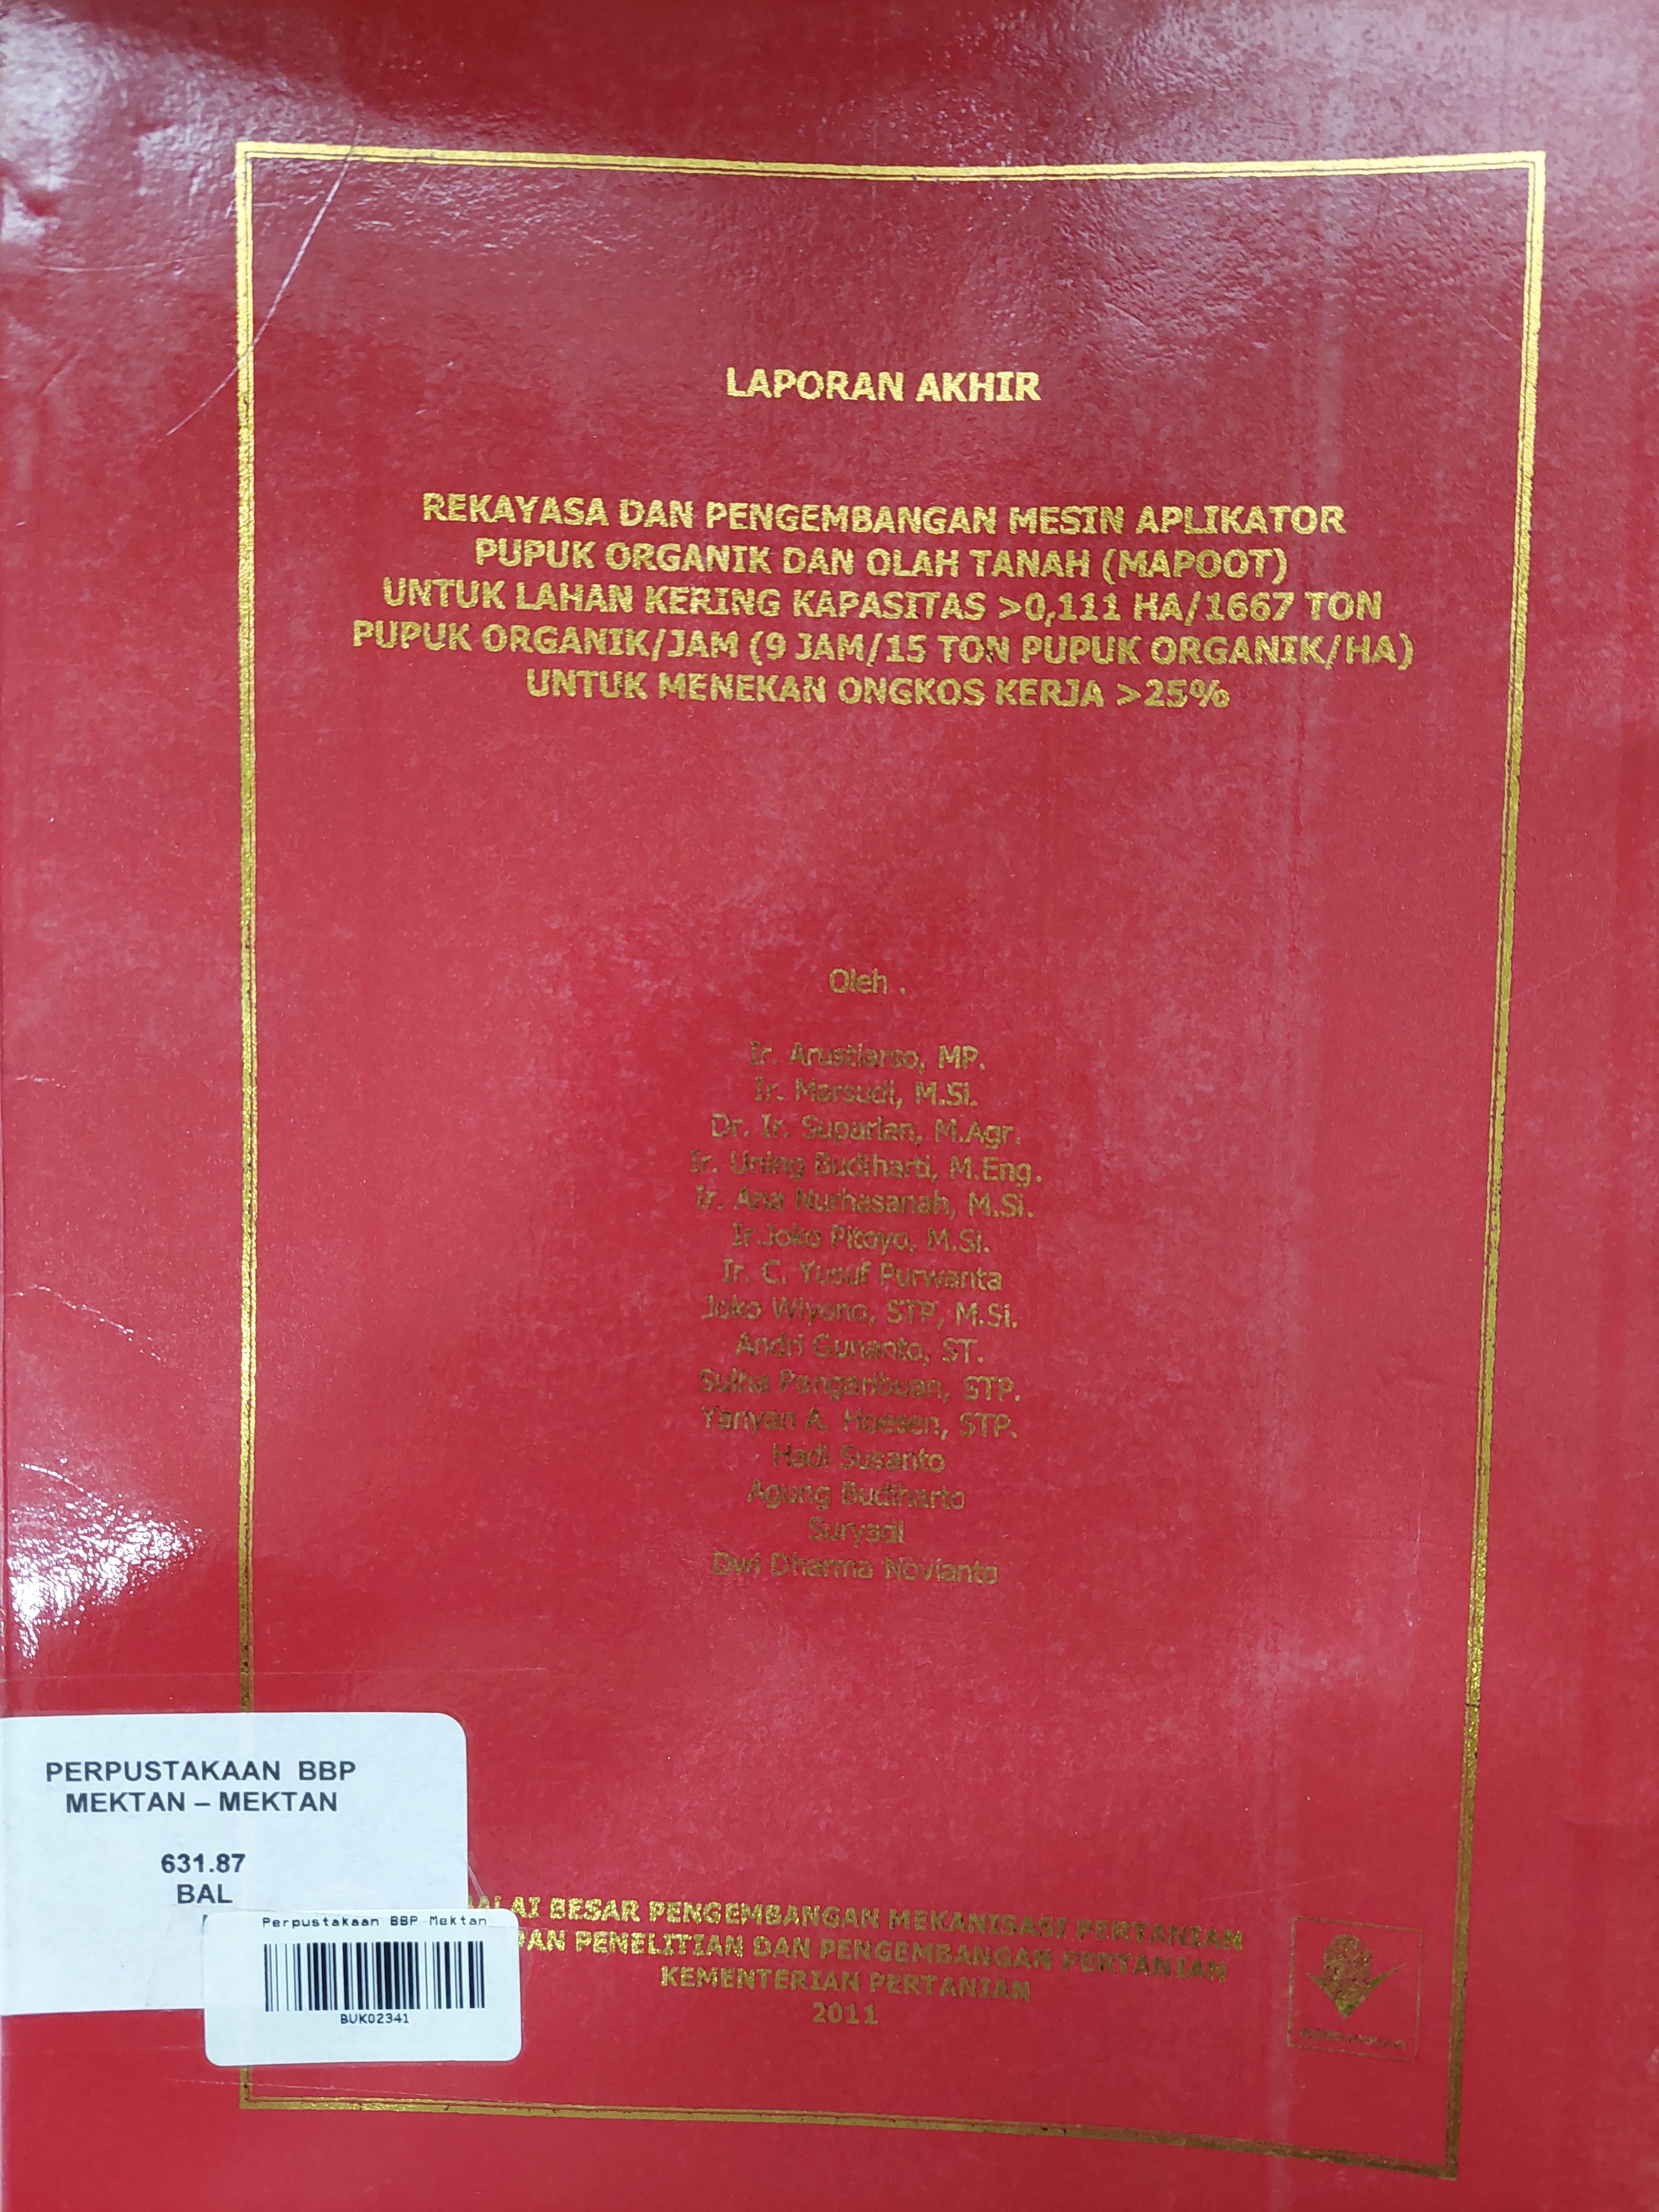 LAPORAN AKHIR
REKAYASA DAN PENGEMBANGAN MESIN APLIKATOR
PUPUK ORGANIK DAN OLAH TANAH (MAPOOT)
UNTUK LAHAN KERING KAPASITAS >0,111 HA/1667 TON
PUPUK ORGANIK/JAM (9 JAM/15 TON PUPUK ORGANIK/HA)
UNTUK MENEKAN ONGKOS KERJA >25%
Oleh .
Ir. Arustiarso, MP.
Ir. Marsudi, M.Si.
Dr. Ir. Suparlan, M.Agr.
Ir. Uning Budiharti, M.Eng.
Ir. Ana Nurhasanah, M.Si.
Ir.Joko Pitoyo, M.Si.
Ir. C. Yusuf Purwanta
Joko Wiyono, STP, M.Si.
Andri Gunanto, ST.
Sulha Pangaribuan, STP.
Yanyan A. Hoesen, STP.
Hadi Susanto
Agung Budiharto
Suryadi
Dwi Dharma Novianto
PERPUSTAKAAN BBP
MEKTAN – MEKTAN
631.87
BAL
Perpustakaan BBP Mektan
BUK02341
ALAI BESAR PENGEMBANGAN MEKANISASI PERTANIAN
DAN PENELITIAN DAN PENGEMBANGAN PERTANIAN
KEMENTERIAN PERTANIAN
2011